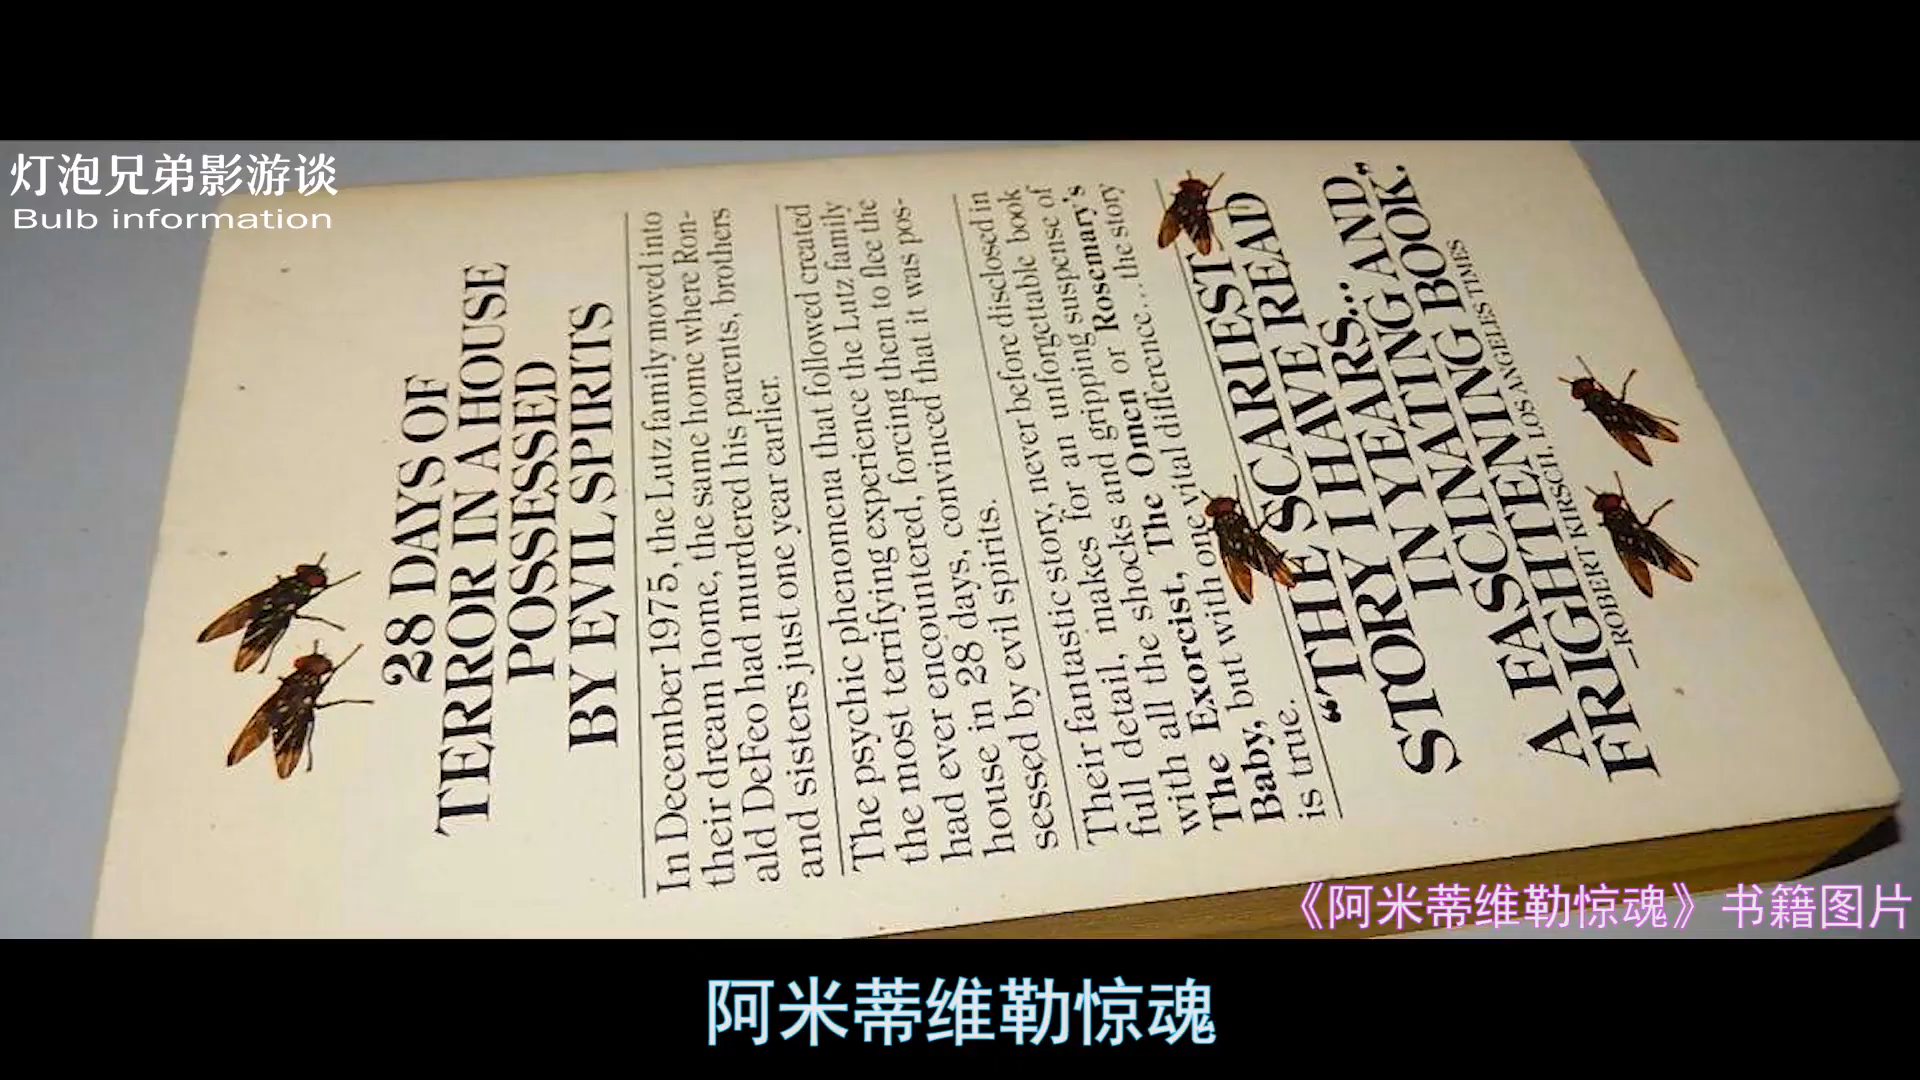 灯泡兄弟影游谈
Bulb information
28 DAYS OF
TERROR IN A HOUSE
POSSESSED
BY EVIL SPIRITS
In December 1975, the Lutz family moved into
their dream home, the same home where Ron-
ald DeFeo had murdered his parents, brothers
and sisters just one year earlier.
The psychic phenomena that followed created
the most terrifying experience the Lutz family
had ever encountered, forcing them to flee the
house in 28 days, convinced that it was pos-
sessed by evil spirits.
Their fantastic story, never before disclosed in
full detail, makes for an unforgettable book
with all the shocks and gripping suspense of
The Exorcist, The Omen or Rosemary's
Baby, but with one vital difference...the story
is true.
“THE SCARIEST
STORY I HAVE READ
IN YEARS...
A FASCINATING AND
FRIGHTENING BOOK.”
—ROBERT KIRSCH, LOS ANGELES TIMES
《阿米蒂维勒惊魂》书籍图片
阿米蒂维勒惊魂